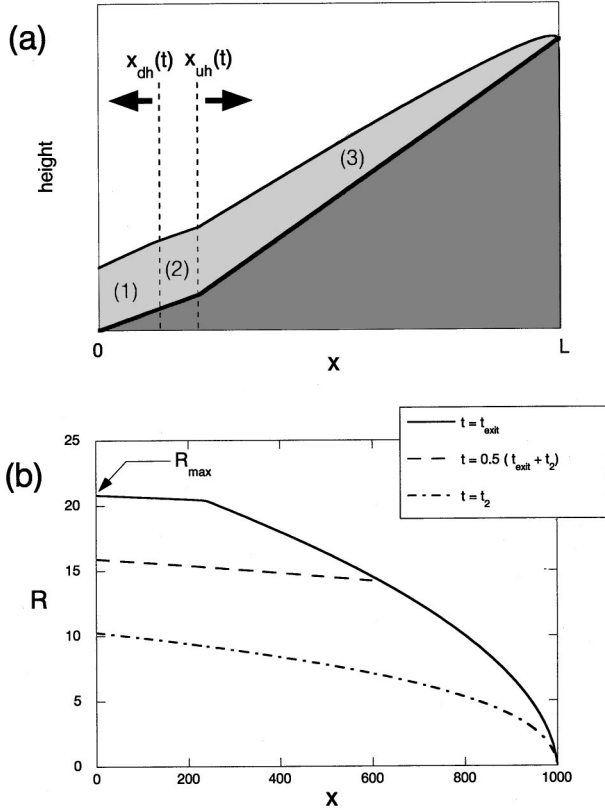 (a)
x_dh(t) x_uh(t)
height
(1) (2) (3)
0 x L
t = t_exit
t = 0.5 ( t_exit + t_2)
t = t_2
(b)
R_max
R
25
20
15
10
5
0
0 200 400 600 800 1000
x